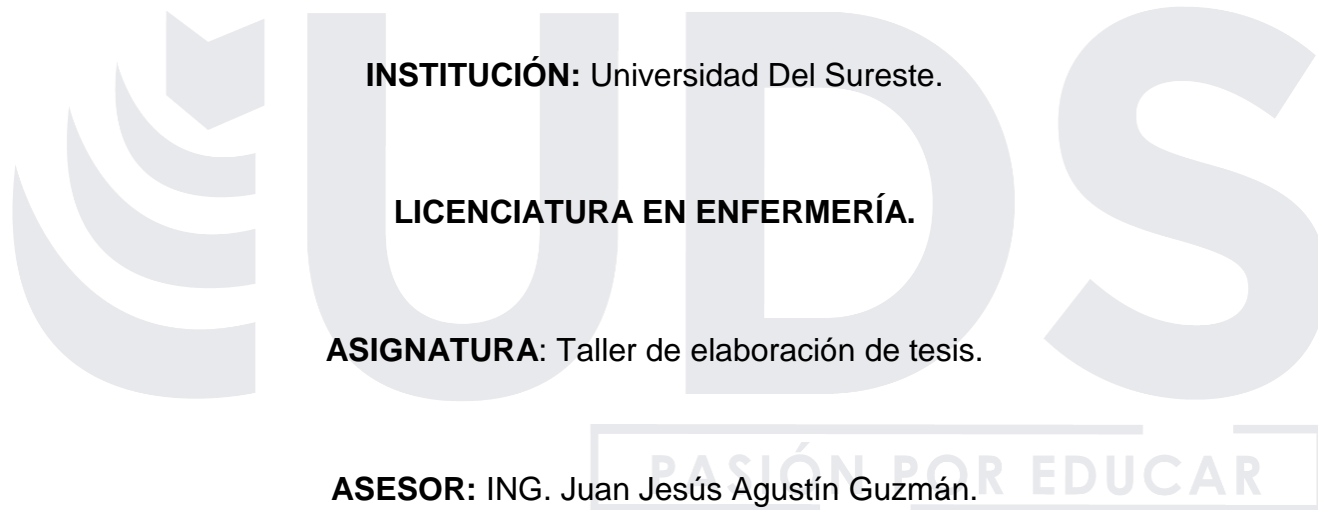 UDS
INSTITUCIÓN: Universidad Del Sureste.
LICENCIATURA EN ENFERMERÍA.
ASIGNATURA: Taller de elaboración de tesis.
PASIÓN POR EDUCAR
ASESOR: ING. Juan Jesús Agustín Guzmán.